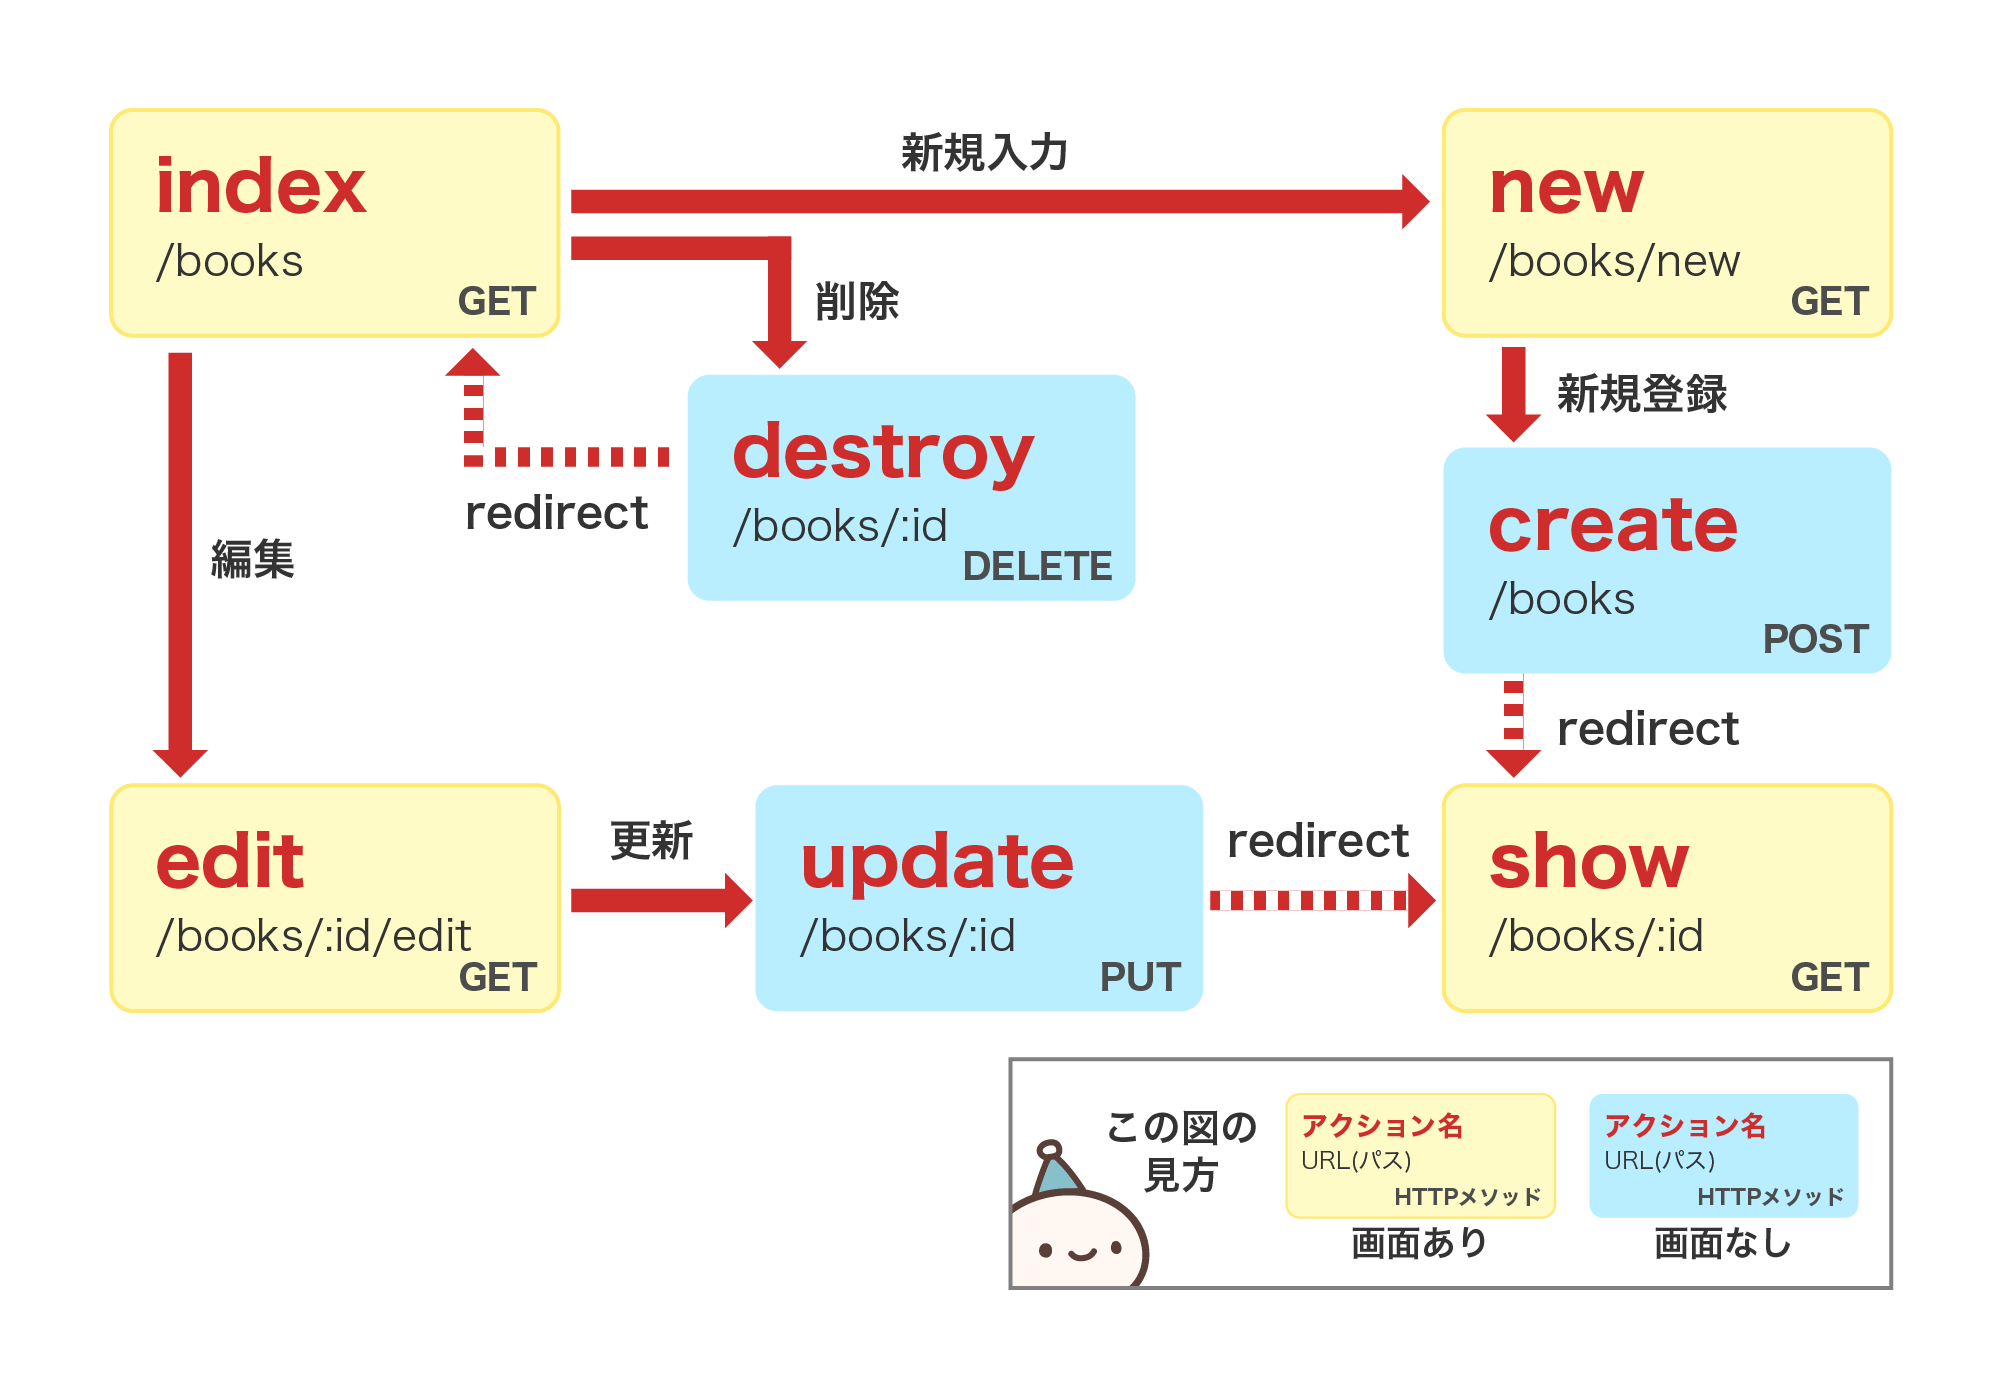 index
/books
GET
新規入力
new
/books/new
GET
削除
新規登録
destroy
/books/:id
DELETE
redirect
編集
create
/books
POST
redirect
edit
/books/:id/edit
GET
更新
update
/books/:id
PUT
redirect
show
/books/:id
GET
この図の
見方
アクション名
URL(パス)
HTTPメソッド
画面あり
アクション名
URL(パス)
HTTPメソッド
画面なし